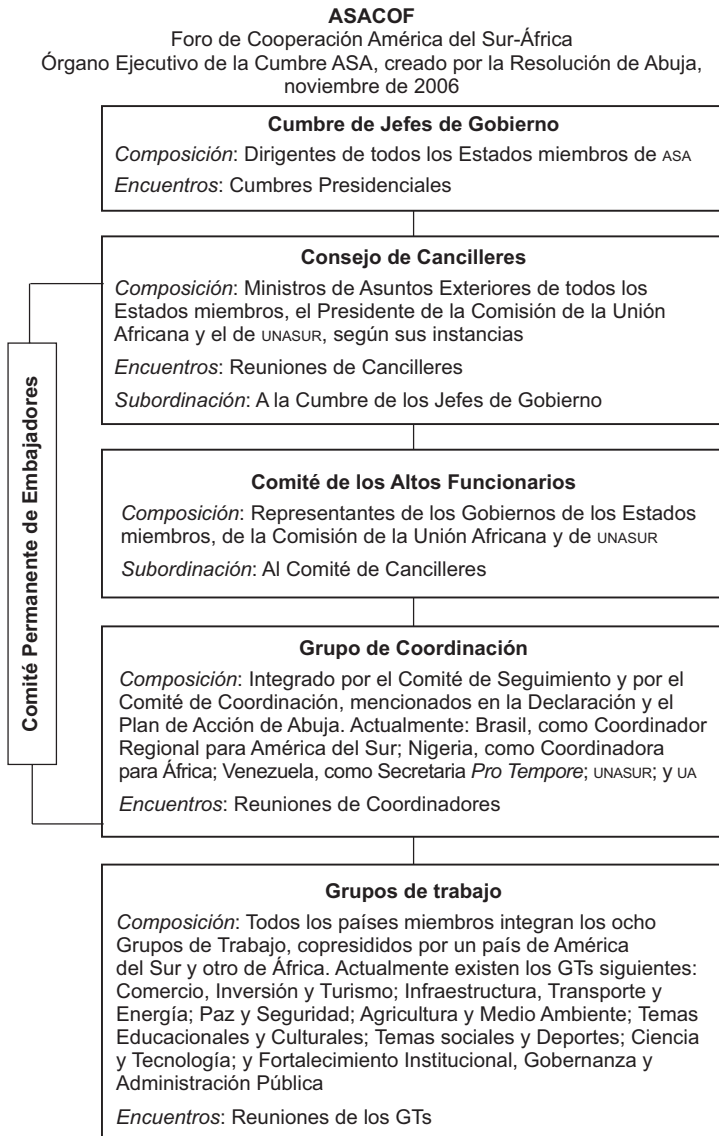 ASACOF
Foro de Cooperación América del Sur-África
Órgano Ejecutivo de la Cumbre ASA, creado por la Resolución de Abuja,
noviembre de 2006
Cumbre de Jefes de Gobierno
Composición: Dirigentes de todos los Estados miembros de ASA
Encuentros: Cumbres Presidenciales
Comité Permanente de Embajadores
Consejo de Cancilleres
Composición: Ministros de Asuntos Exteriores de todos los
Estados miembros, el Presidente de la Comisión de la Unión
Africana y el de UNASUR, según sus instancias
Encuentros: Reuniones de Cancilleres
Subordinación: A la Cumbre de los Jefes de Gobierno
Comité de los Altos Funcionarios
Composición: Representantes de los Gobiernos de los Estados
miembros, de la Comisión de la Unión Africana y de UNASUR
Subordinación: Al Comité de Cancilleres
Grupo de Coordinación
Composición: Integrado por el Comité de Seguimiento y por el
Comité de Coordinación, mencionados en la Declaración y el
Plan de Acción de Abuja. Actualmente: Brasil, como Coordinador
Regional para América del Sur; Nigeria, como Coordinadora
para África; Venezuela, como Secretaria Pro Tempore; UNASUR; y UA
Encuentros: Reuniones de Coordinadores
Grupos de trabajo
Composición: Todos los países miembros integran los ocho
Grupos de Trabajo, copresididos por un país de América
del Sur y otro de África. Actualmente existen los GTs siguientes:
Comercio, Inversión y Turismo; Infraestructura, Transporte y
Energía; Paz y Seguridad; Agricultura y Medio Ambiente; Temas
Educacionales y Culturales; Temas sociales y Deportes; Ciencia
y Tecnología; y Fortalecimiento Institucional, Gobernanza y
Administración Pública
Encuentros: Reuniones de los GTs